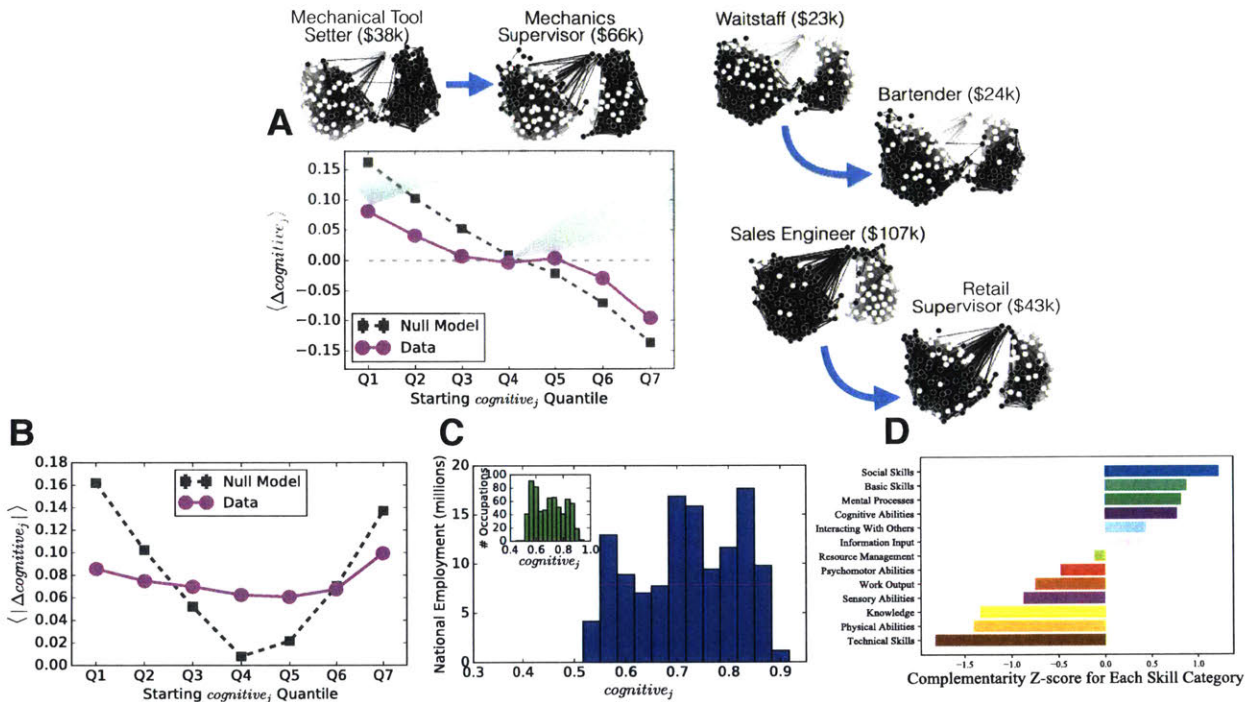 Mechanical Tool
Setter ($38k)
Mechanics
Supervisor ($66k)
Waitstaff ($23k)
Bartender ($24k)
Sales Engineer ($107k)
Retail
Supervisor ($43k)
A
⟨Δcognitive_j⟩
0.15
0.10
0.05
0.00
−0.05
−0.10
−0.15
Null Model
Data
Q1 Q2 Q3 Q4 Q5 Q6 Q7
Starting cognitive_j Quantile
B
⟨|Δcognitive_j|⟩
0.18
0.16
0.14
0.12
0.10
0.08
0.06
0.04
0.02
0.00
Null Model
Data
Q1 Q2 Q3 Q4 Q5 Q6 Q7
Starting cognitive_j Quantile
C
National Employment (millions)
20
15
10
5
0
# Occupations
100
80
60
40
20
0
0.4 0.6 0.8 1.0
cognitive_j
0.3 0.4 0.5 0.6 0.7 0.8 0.9
cognitive_j
D
Social Skills
Basic Skills
Mental Processes
Cognitive Abilities
Interacting With Others
Information Input
Resource Management
Psychomotor Abilities
Work Output
Sensory Abilities
Knowledge
Physical Abilities
Technical Skills
−1.5 −1.0 −0.5 0.0 0.5 1.0
Complementarity Z-score for Each Skill Category